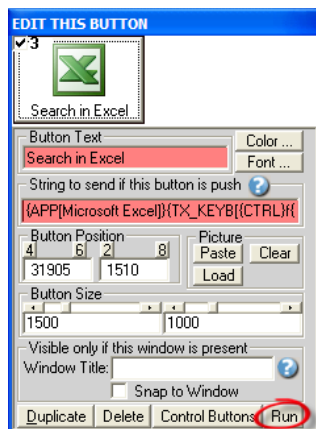 EDIT THIS BUTTON
3
Search in Excel
Button Text
Color ...
Search in Excel
Font ...
String to send if this button is push
{APP[Microsoft Excel]}{TX_KEYB[{CTRL}f{
Button Position
Picture
4 6 2 8
Paste Clear
31905 1510
Load
Button Size
1500 1000
Visible only if this window is present
Window Title:
Snap to Window
Duplicate Delete Control Buttons Run